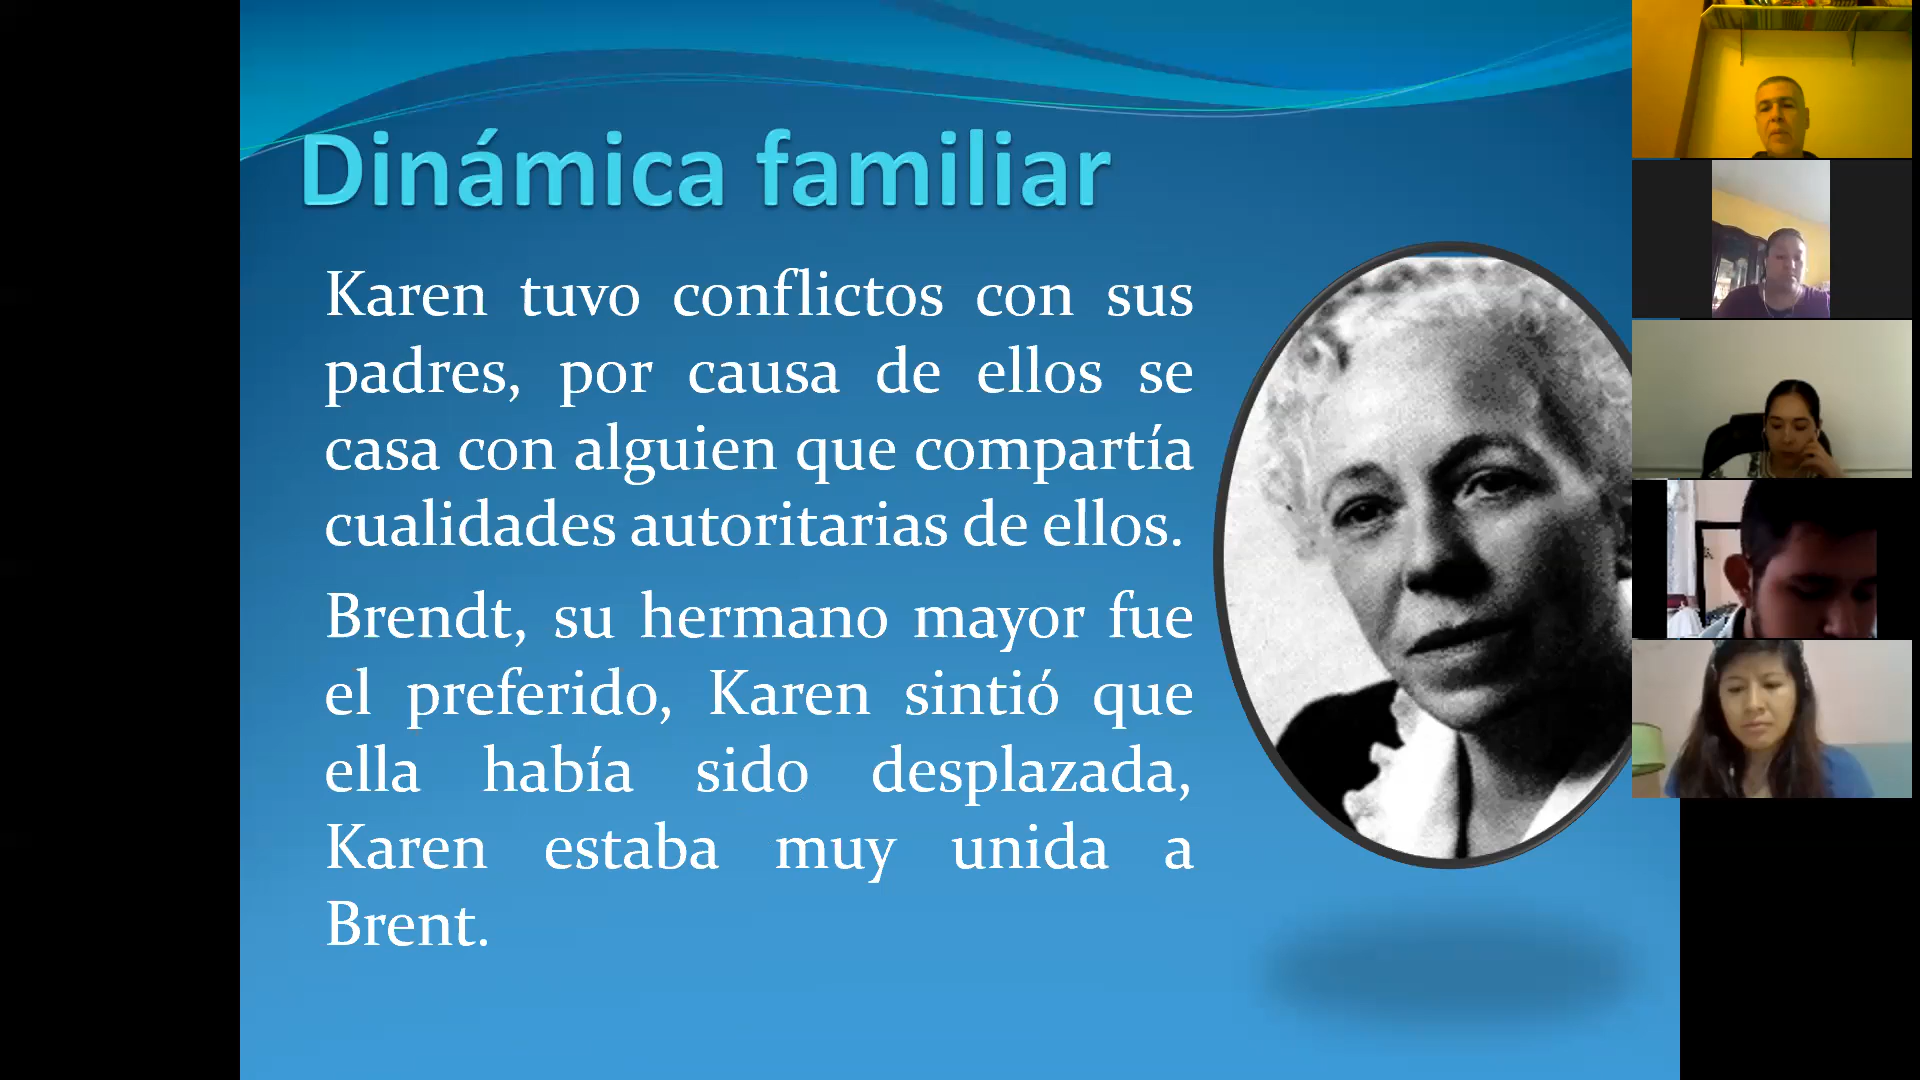 Dinámica familiar
Karen tuvo conflictos con sus
padres, por causa de ellos se
casa con alguien que compartía
cualidades autoritarias de ellos.
Brendt, su hermano mayor fue
el preferido, Karen sintió que
ella había sido desplazada,
Karen estaba muy unida a
Brent.